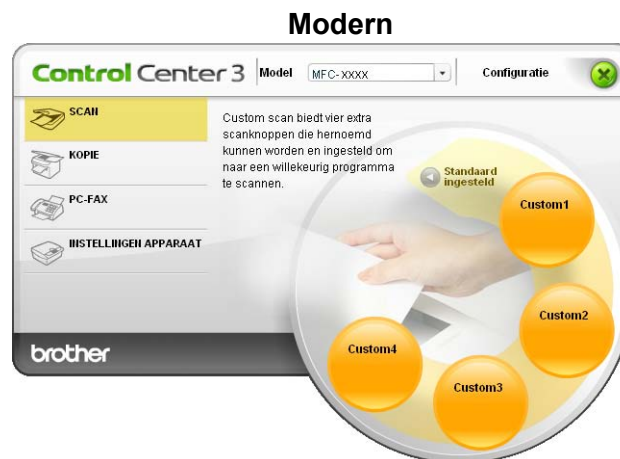 Modern
Control Center 3 Model MFC-XXXX Configuratie
SCAN
KOPIE
PC-FAX
INSTELLINGEN APPARAAT
Custom scan biedt vier extra
scanknoppen die hernoemd
kunnen worden en ingesteld om
naar een willekeurig programma
te scannen.
Standaard
ingesteld
Custom1
Custom2
Custom3
Custom4
brother